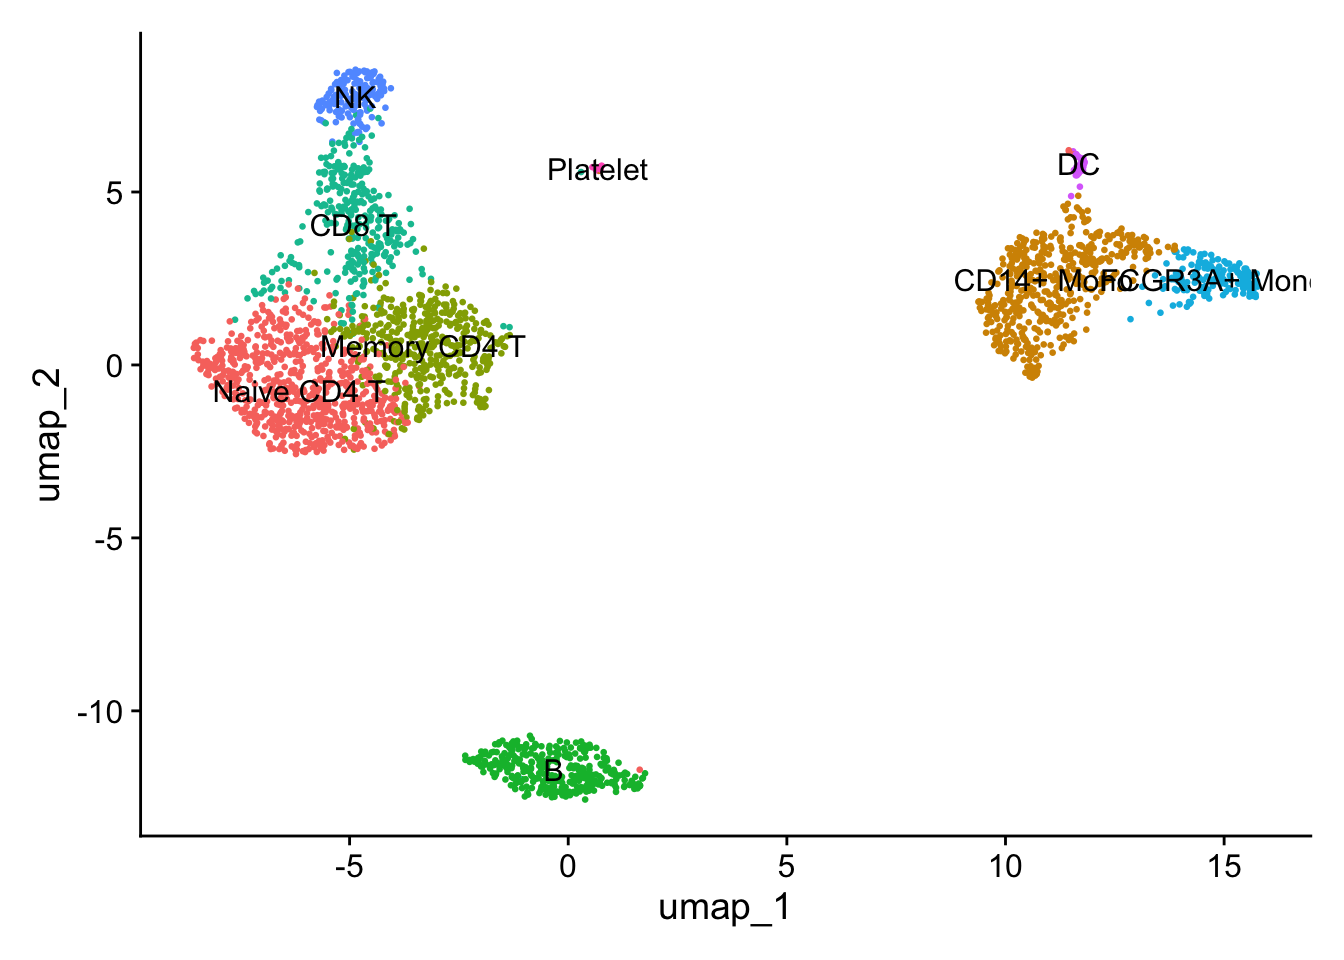 NK
Platelet
DC
5
CD8 T
CD14+ Mono
FCGR3A+ Mono
Memory CD4 T
0
Naive CD4 T
umap_2
-5
-10
B
-5
0
5
10
15
umap_1